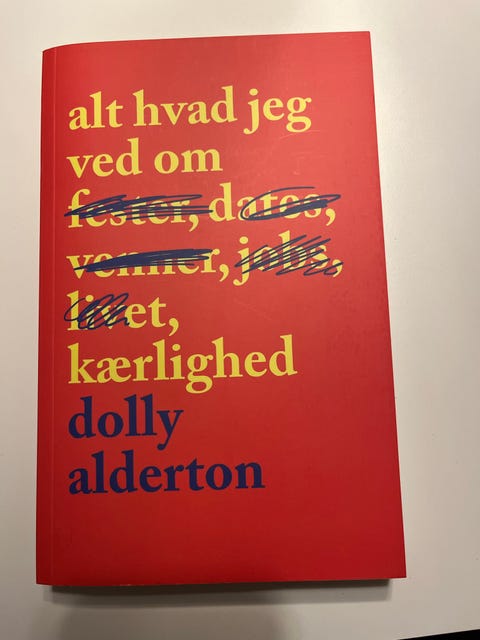 alt hvad jeg
ved om
fester, dates,
venner, jobs,
livet,
kærlighed
dolly
alderton